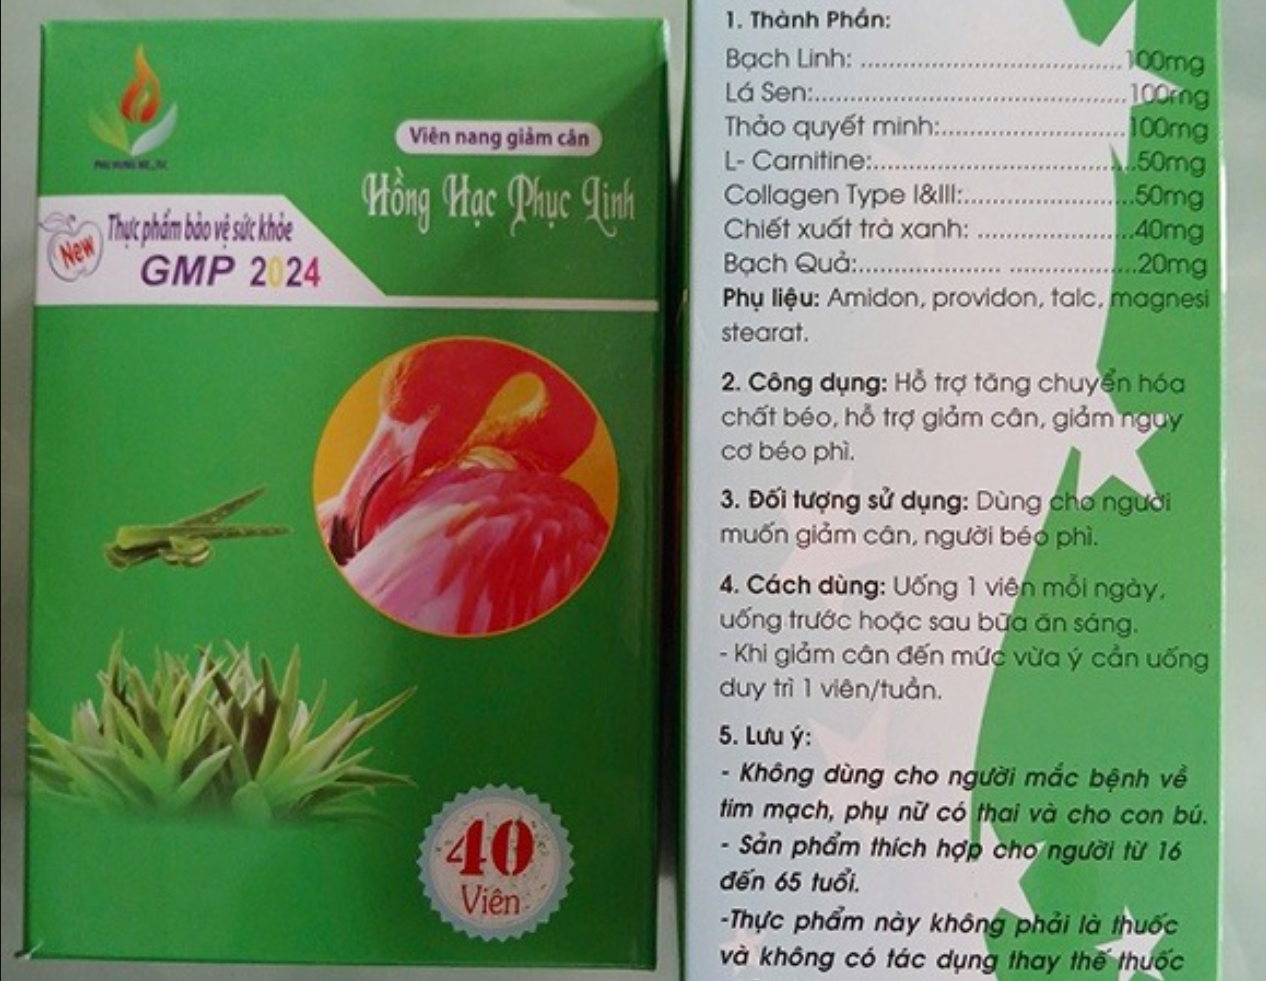 Viên nang giảm cân
Hồng Hạc Phục Linh
New
Thực phẩm bảo vệ sức khỏe
GMP 2024
40
Viên
1. Thành Phần:
Bạch Linh: ........................................100mg
Lá Sen:................................................100mg
Thảo quyết minh:............................100mg
L- Carnitine:........................................50mg
Collagen Type I&III:..........................50mg
Chiết xuất trà xanh: ........................40mg
Bạch Quả:...................... ....................20mg
Phụ liệu: Amidon, providon, talc, magnesi
stearat.
2. Công dụng: Hỗ trợ tăng chuyển hóa
chất béo, hỗ trợ giảm cân, giảm nguy
cơ béo phì.
3. Đối tượng sử dụng: Dùng cho người
muốn giảm cân, người béo phì.
4. Cách dùng: Uống 1 viên mỗi ngày,
uống trước hoặc sau bữa ăn sáng.
- Khi giảm cân đến mức vừa ý cần uống
duy trì 1 viên/tuần.
5. Lưu ý:
- Không dùng cho người mắc bệnh về
tim mạch, phụ nữ có thai và cho con bú.
- Sản phẩm thích hợp cho người từ 16
đến 65 tuổi.
-Thực phẩm này không phải là thuốc
và không có tác dụng thay thế thuốc